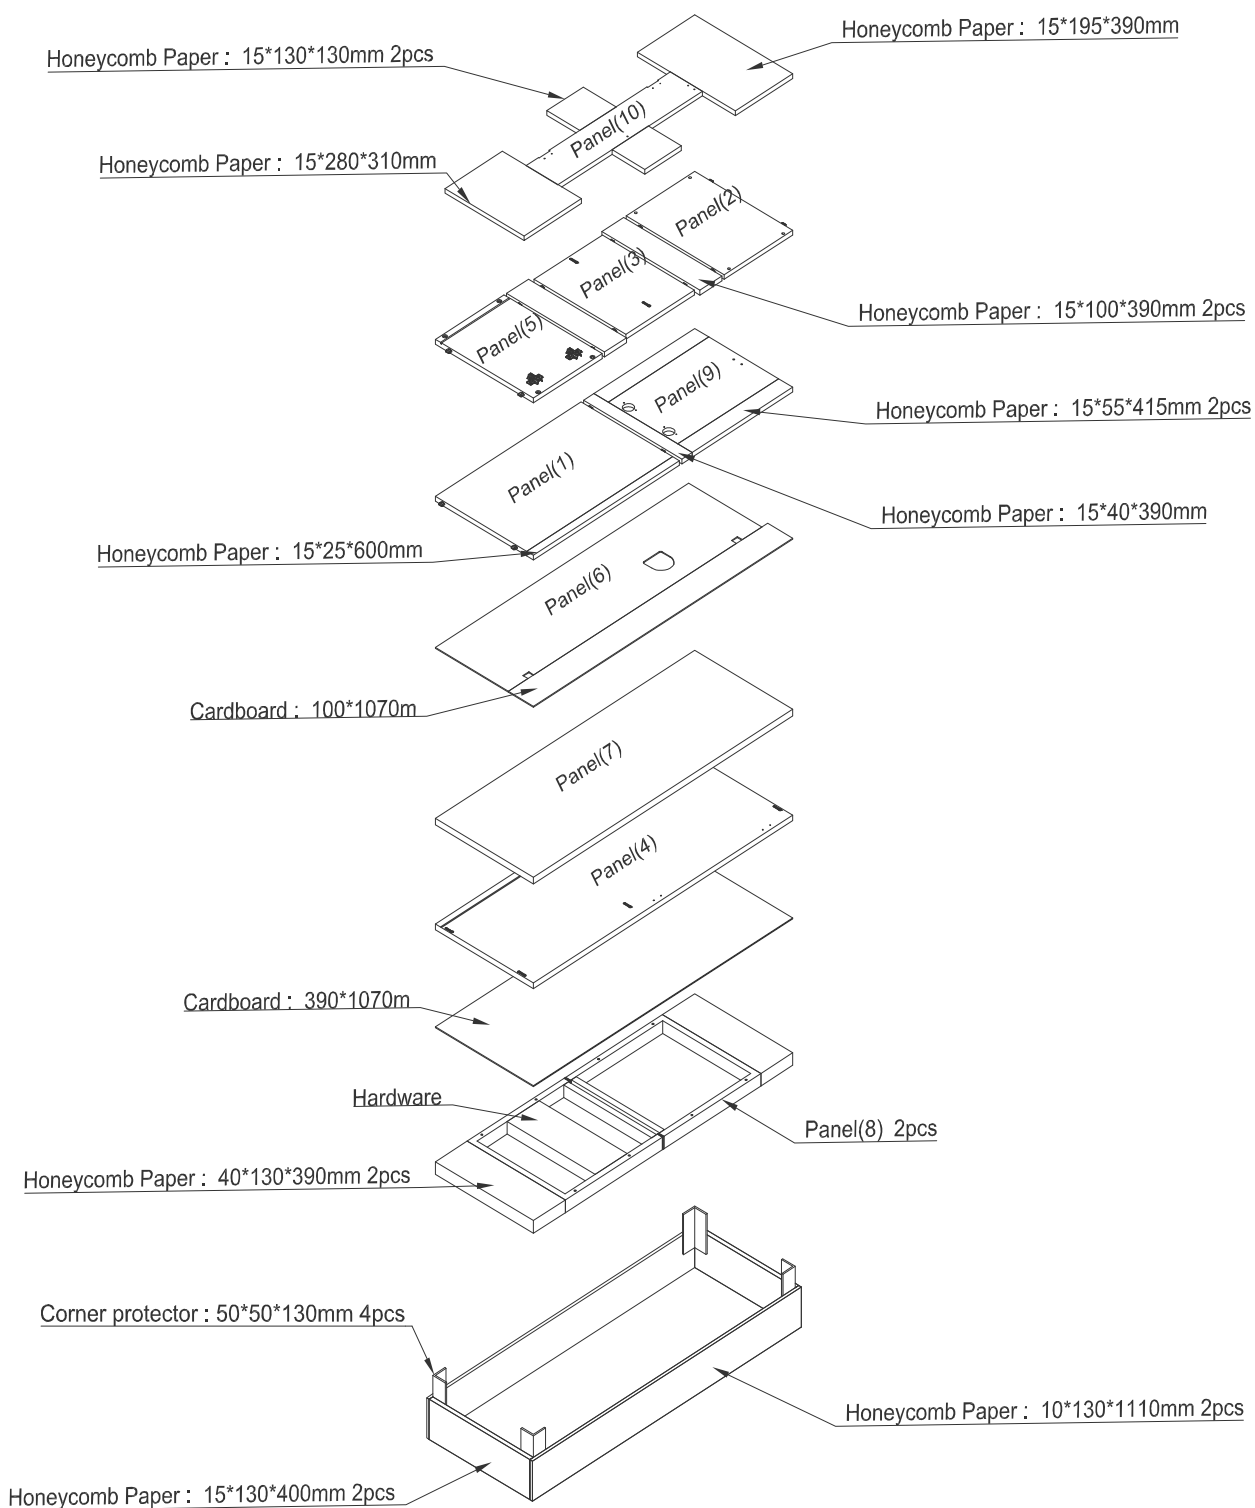 Honeycomb Paper : 15*195*390mm
Honeycomb Paper : 15*130*130mm 2pcs
Panel(10)
Honeycomb Paper : 15*280*310mm
Panel(2)
Panel(3)
Honeycomb Paper : 15*100*390mm 2pcs
Panel(5)
Panel(9)
Honeycomb Paper : 15*55*415mm 2pcs
Panel(1)
Honeycomb Paper : 15*40*390mm
Honeycomb Paper : 15*25*600mm
Panel(6)
Cardboard : 100*1070m
Panel(7)
Panel(4)
Cardboard : 390*1070m
Hardware
Panel(8) 2pcs
Honeycomb Paper : 40*130*390mm 2pcs
Corner protector : 50*50*130mm 4pcs
Honeycomb Paper : 10*130*1110mm 2pcs
Honeycomb Paper : 15*130*400mm 2pcs